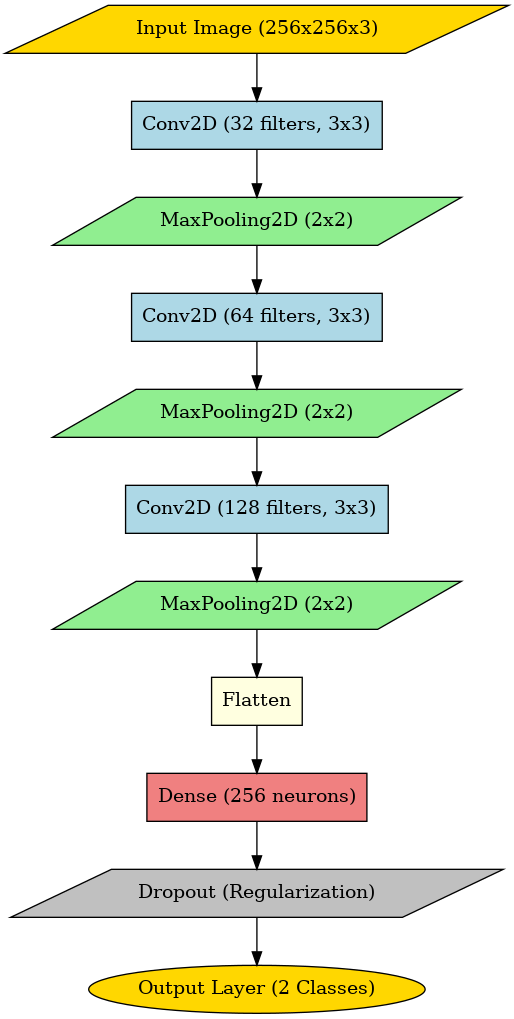 Input Image (256x256x3)
Conv2D (32 filters, 3x3)
MaxPooling2D (2x2)
Conv2D (64 filters, 3x3)
MaxPooling2D (2x2)
Conv2D (128 filters, 3x3)
MaxPooling2D (2x2)
Flatten
Dense (256 neurons)
Dropout (Regularization)
Output Layer (2 Classes)